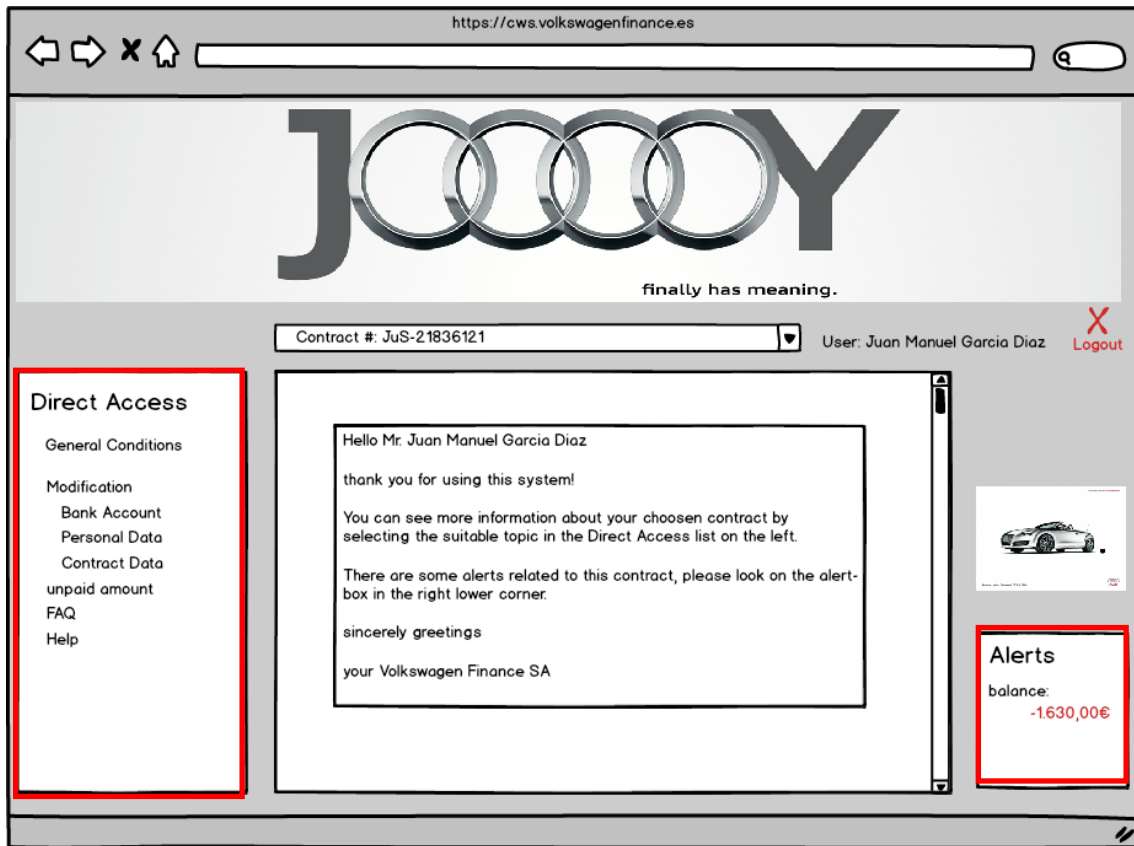 https://cws.volkswagenfinance.es
JOOOOY
finally has meaning.
Contract #: JuS-21836121
User: Juan Manuel Garcia Diaz
X
Logout
Direct Access
General Conditions
Modification
Bank Account
Personal Data
Contract Data
unpaid amount
FAQ
Help
Hello Mr. Juan Manuel Garcia Diaz
thank you for using this system!
You can see more information about your choosen contract by
selecting the suitable topic in the Direct Access list on the left.
There are some alerts related to this contract, please look on the alert-
box in the right lower corner.
sincerely greetings
your Volkswagen Finance SA
Alerts
balance:
-1.630,00€